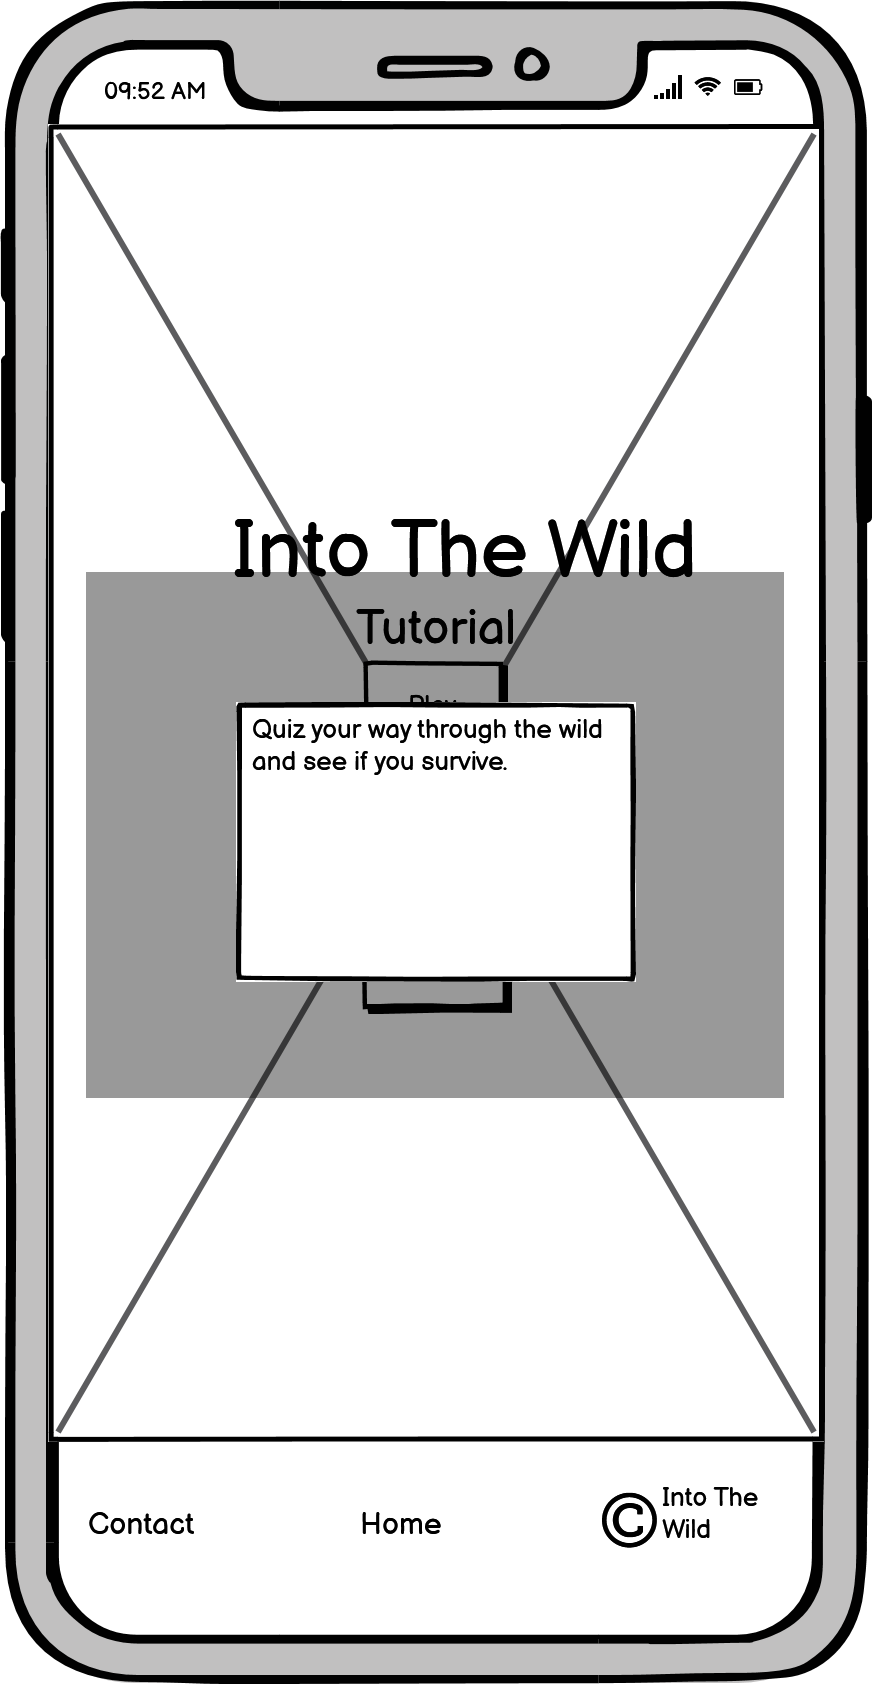 09:52 AM
Into The Wild
Tutorial
Quiz your way through the wild
and see if you survive.
Contact
Home
© Into The
Wild